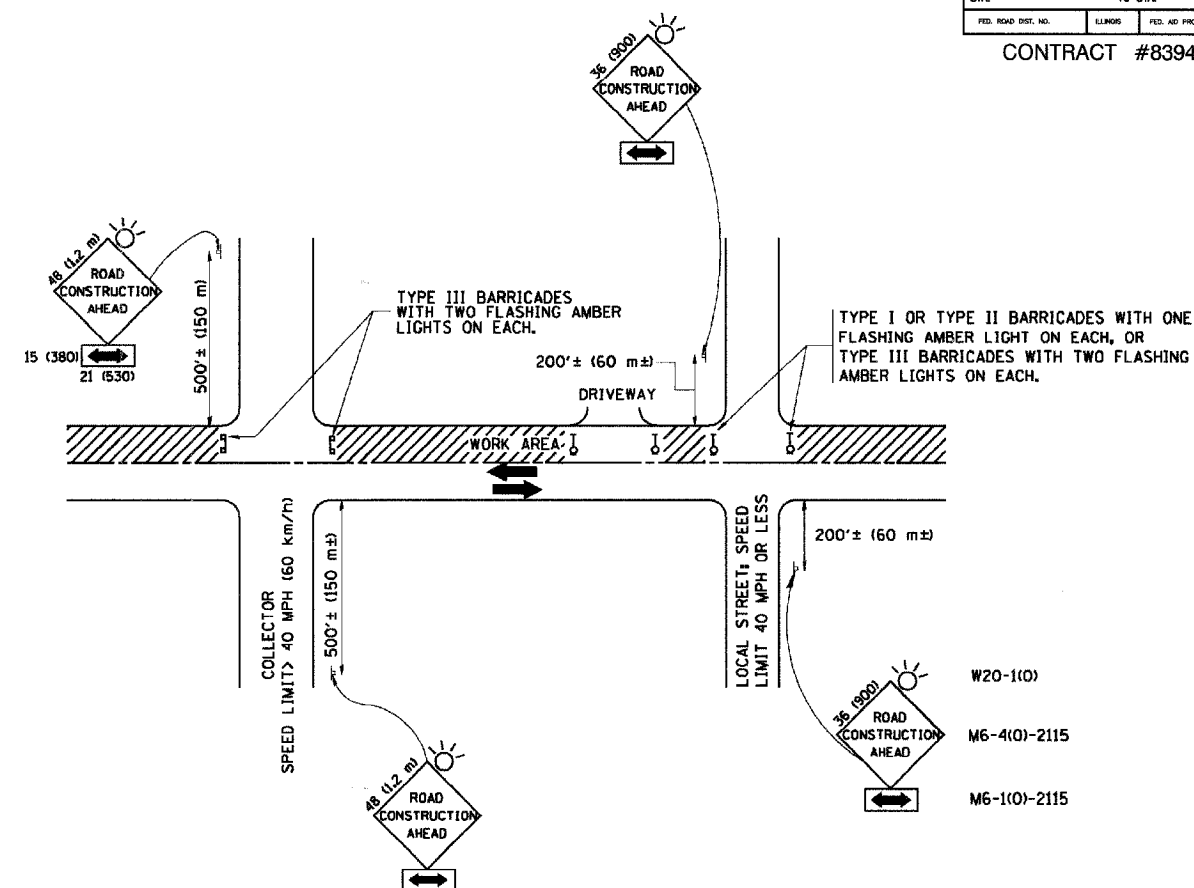 FED. ROAD DIST. NO.
ILLINOIS
CONTRACT #8394
36 (900)
ROAD
CONSTRUCTION
AHEAD
48 (1.2 m)
ROAD
CONSTRUCTION
AHEAD
15 (380)
21 (530)
500'± (150 m)
TYPE III BARRICADES
WITH TWO FLASHING AMBER
LIGHTS ON EACH.
200'± (60 m±)
DRIVEWAY
TYPE I OR TYPE II BARRICADES WITH ONE
FLASHING AMBER LIGHT ON EACH, OR
TYPE III BARRICADES WITH TWO FLASHING
AMBER LIGHTS ON EACH.
WORK AREA
COLLECTOR
SPEED LIMIT> 40 MPH (60 km/h)
500'± (150 m±)
LOCAL STREET: SPEED
LIMIT 40 MPH OR LESS
200'± (60 m±)
36 (900)
ROAD
CONSTRUCTION
AHEAD
W20-1(O)
M6-4(O)-2115
M6-1(O)-2115
48 (1.2 m)
ROAD
CONSTRUCTION
AHEAD